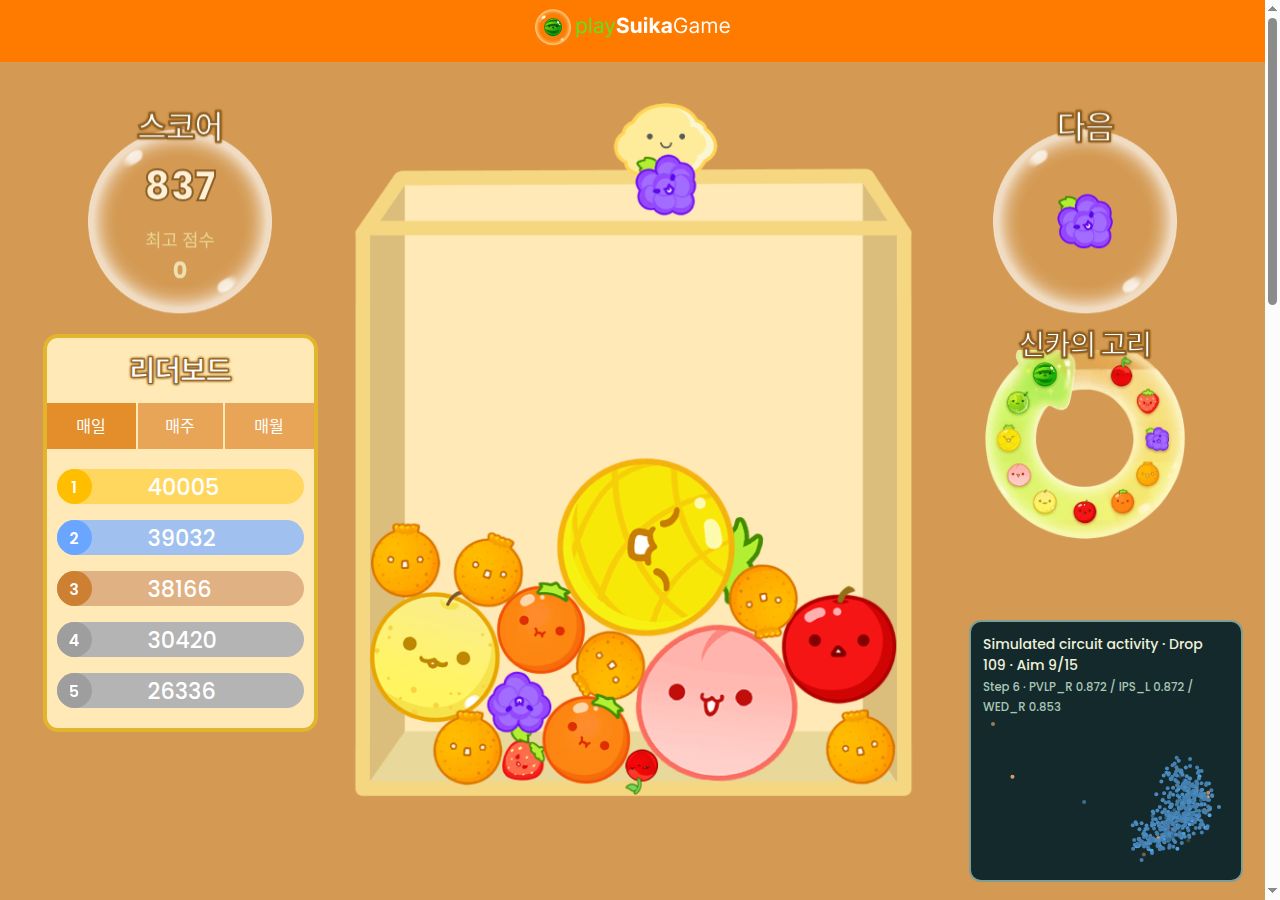 playSuikaGame
스코어
837
최고 점수
0
다음
신카의 고리
리더보드
매일 매주 매월
1 40005
2 39032
3 38166
4 30420
5 26336
Simulated circuit activity · Drop
109 · Aim 9/15
Step 6 · PVLP_R 0.872 / IPS_L 0.872 /
WED_R 0.853